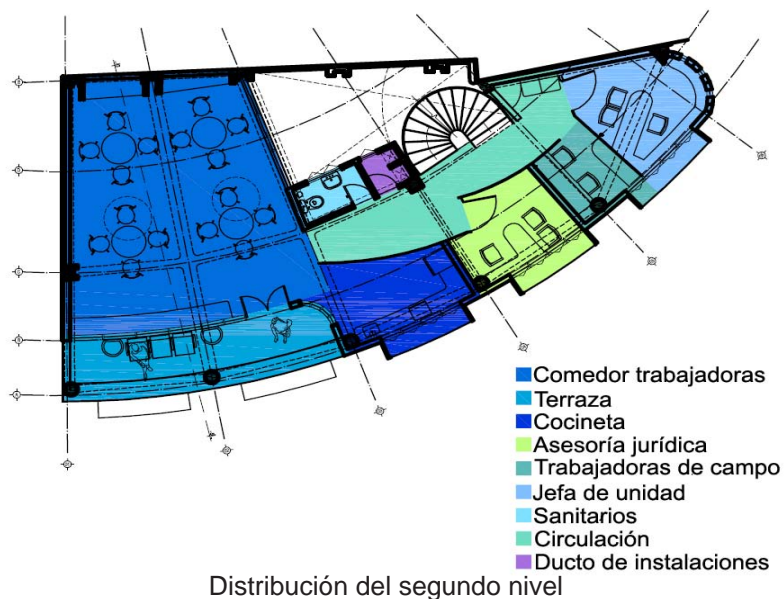 Comedor trabajadoras
Terraza
Cocineta
Asesoría jurídica
Trabajadoras de campo
Jefa de unidad
Sanitarios
Circulación
Ducto de instalaciones
Distribución del segundo nivel